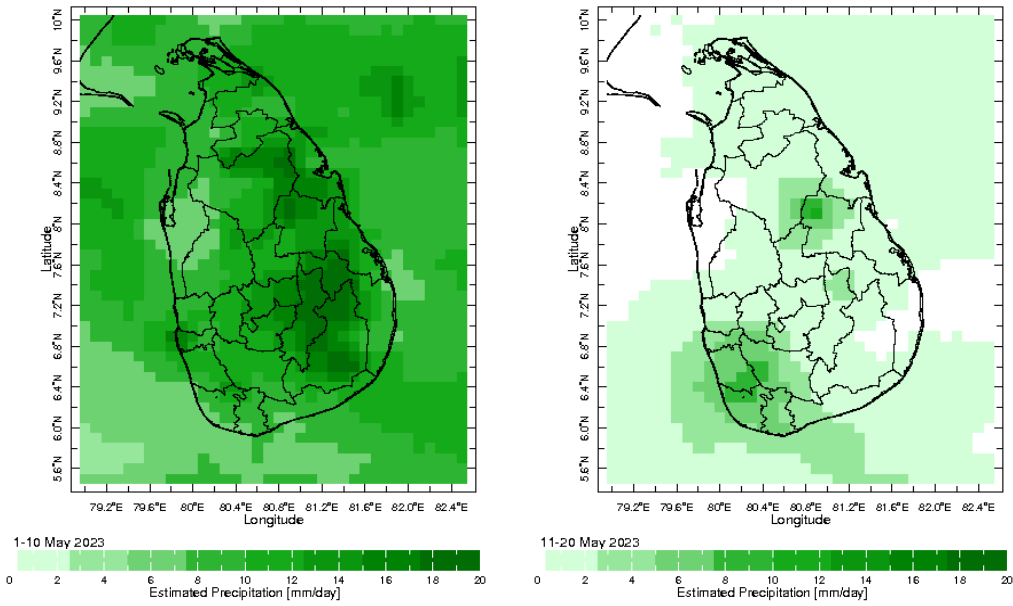 10°N
9.6°N
9.2°N
8.8°N
8.4°N
8°N
7.6°N
7.2°N
6.8°N
6.4°N
6.0°N
5.6°N
Latitude
79.2°E 79.6°E 80°E 80.4°E 80.8°E 81.2°E 81.6°E 82.0°E 82.4°E
Longitude
1-10 May 2023
0 2 4 6 8 10 12 14 16 18 20
Estimated Precipitation [mm/day]
10°N
9.6°N
9.2°N
8.8°N
8.4°N
8°N
7.6°N
7.2°N
6.8°N
6.4°N
6.0°N
5.6°N
Latitude
79.2°E 79.6°E 80°E 80.4°E 80.8°E 81.2°E 81.6°E 82.0°E 82.4°E
Longitude
11-20 May 2023
0 2 4 6 8 10 12 14 16 18 20
Estimated Precipitation [mm/day]